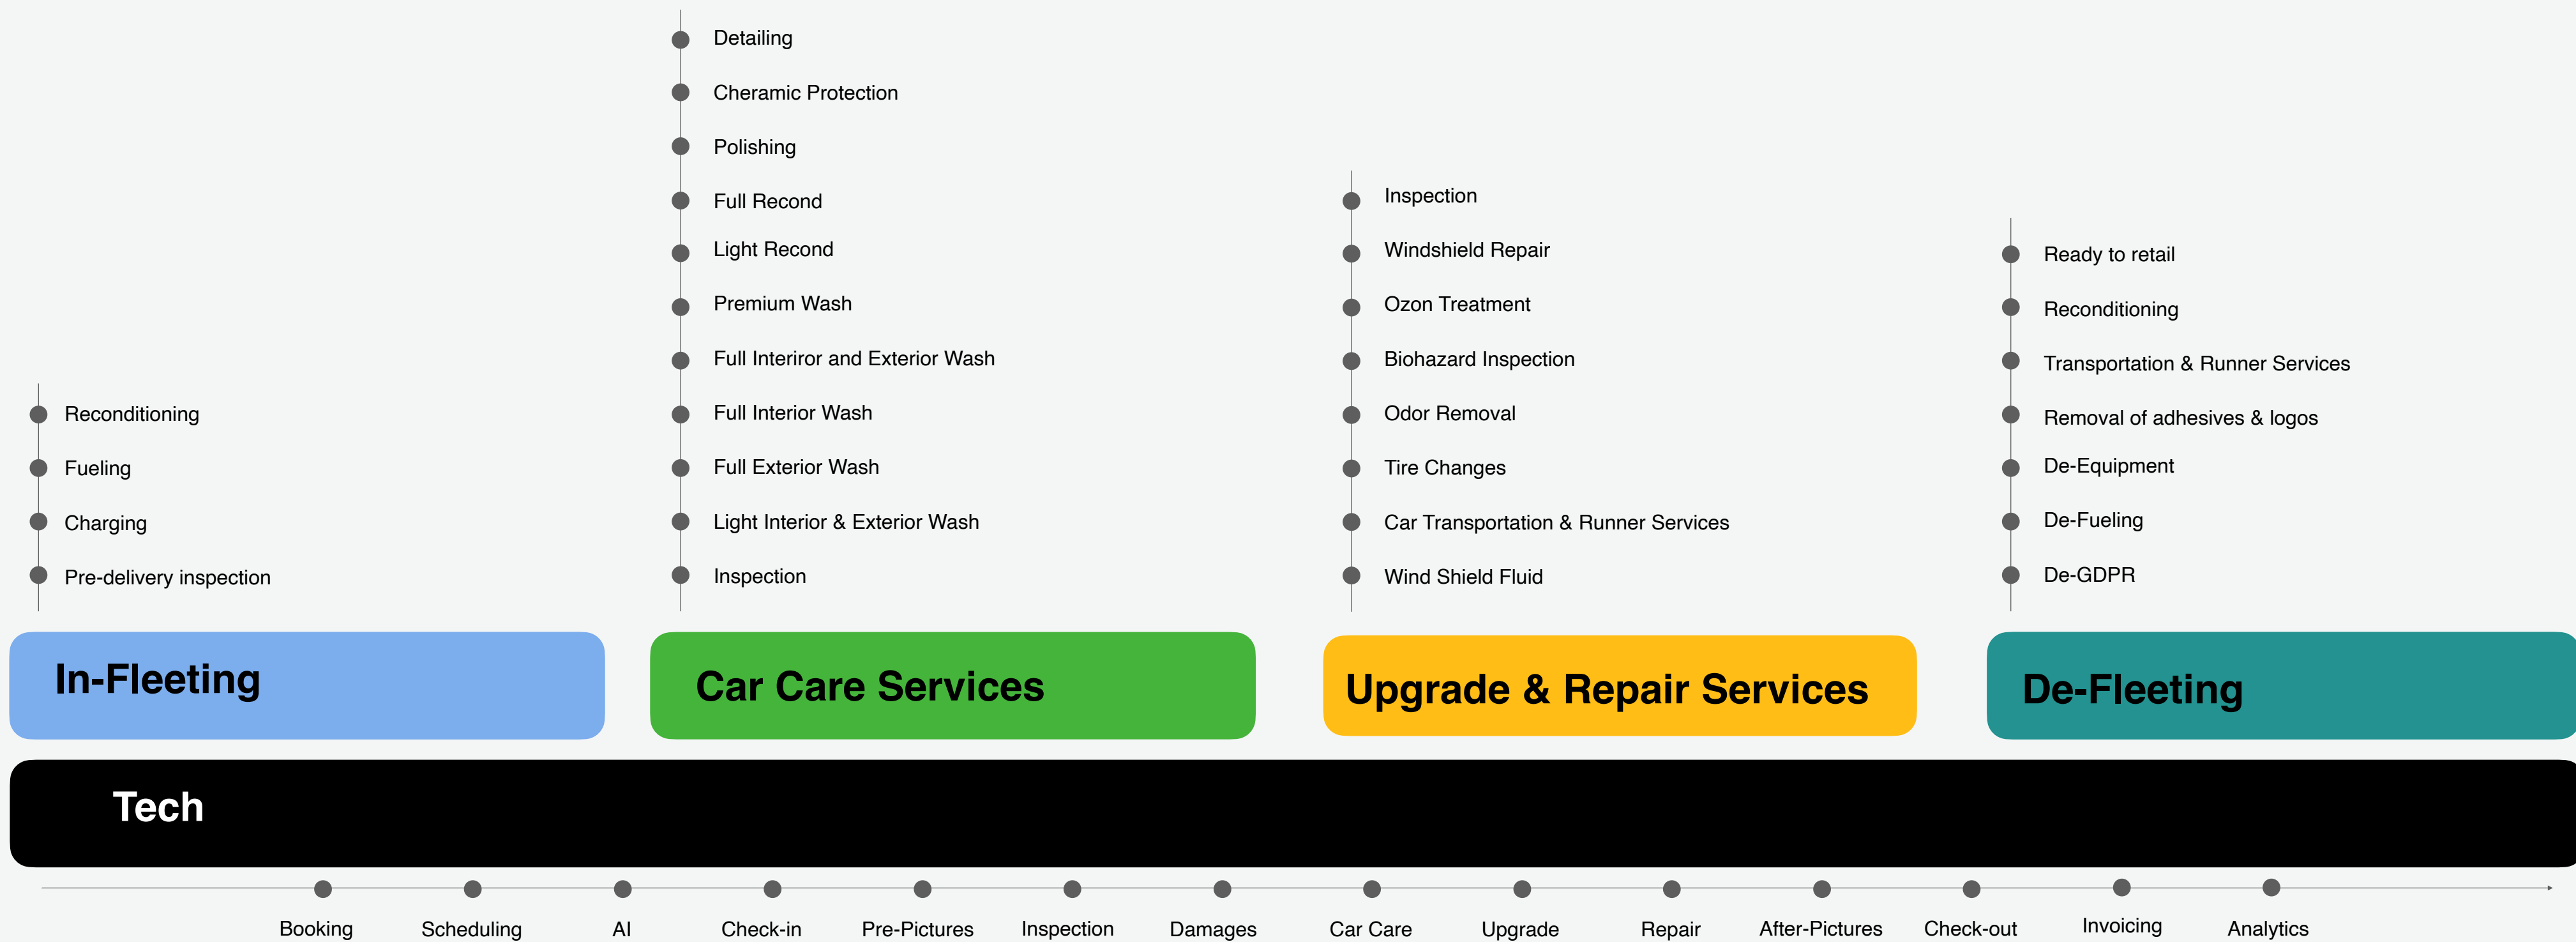 Reconditioning
Fueling
Charging
Pre-delivery inspection
In-Fleeting
Detailing
Cheramic Protection
Polishing
Full Recond
Light Recond
Premium Wash
Full Interiror and Exterior Wash
Full Interior Wash
Full Exterior Wash
Light Interior & Exterior Wash
Inspection
Car Care Services
Inspection
Windshield Repair
Ozon Treatment
Biohazard Inspection
Odor Removal
Tire Changes
Car Transportation & Runner Services
Wind Shield Fluid
Upgrade & Repair Services
Ready to retail
Reconditioning
Transportation & Runner Services
Removal of adhesives & logos
De-Equipment
De-Fueling
De-GDPR
De-Fleeting
Tech
Booking
Scheduling
AI
Check-in
Pre-Pictures
Inspection
Damages
Car Care
Upgrade
Repair
After-Pictures
Check-out
Invoicing
Analytics